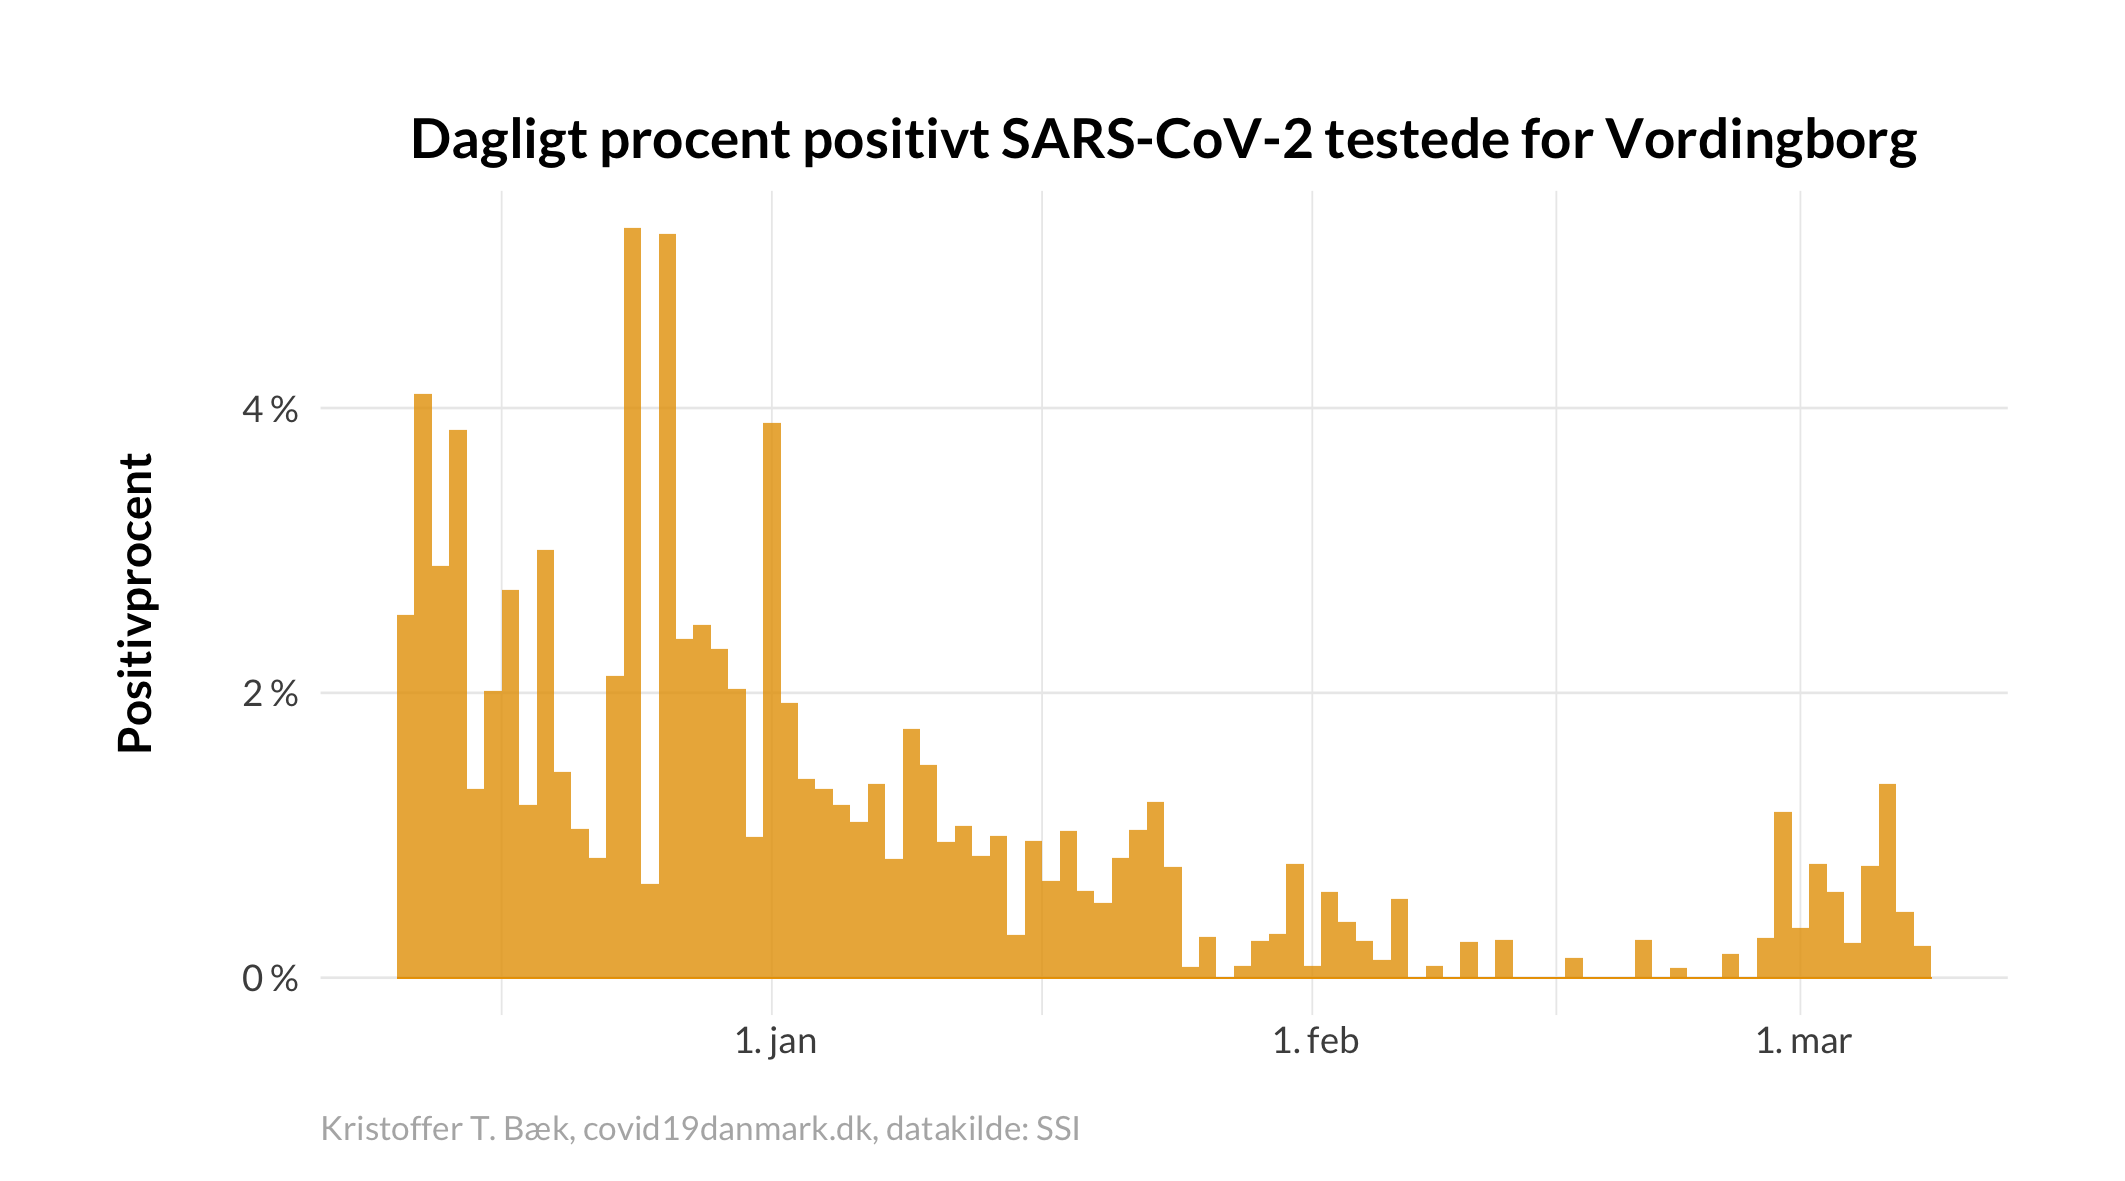 Dagligt procent positivt SARS-CoV-2 testede for Vordingborg
Positivprocent
4 %
2 %
0 %
1. jan
1. feb
1. mar
Kristoffer T. Bæk, covid19danmark.dk, datakilde: SSI